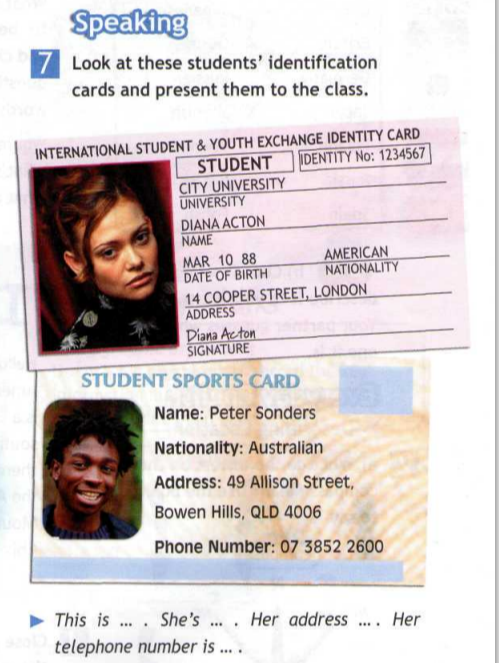 Speaking
7 Look at these students' identification
cards and present them to the class.
INTERNATIONAL STUDENT & YOUTH EXCHANGE IDENTITY CARD
STUDENT IDENTITY No: 1234567
CITY UNIVERSITY
UNIVERSITY
DIANA ACTON
NAME
MAR 10 88 AMERICAN
DATE OF BIRTH NATIONALITY
14 COOPER STREET, LONDON
ADDRESS
Diana Acton
SIGNATURE
STUDENT SPORTS CARD
Name: Peter Sonders
Nationality: Australian
Address: 49 Allison Street,
Bowen Hills, QLD 4006
Phone Number: 07 3852 2600
▶ This is ... . She's ... . Her address ... . Her
telephone number is ... .